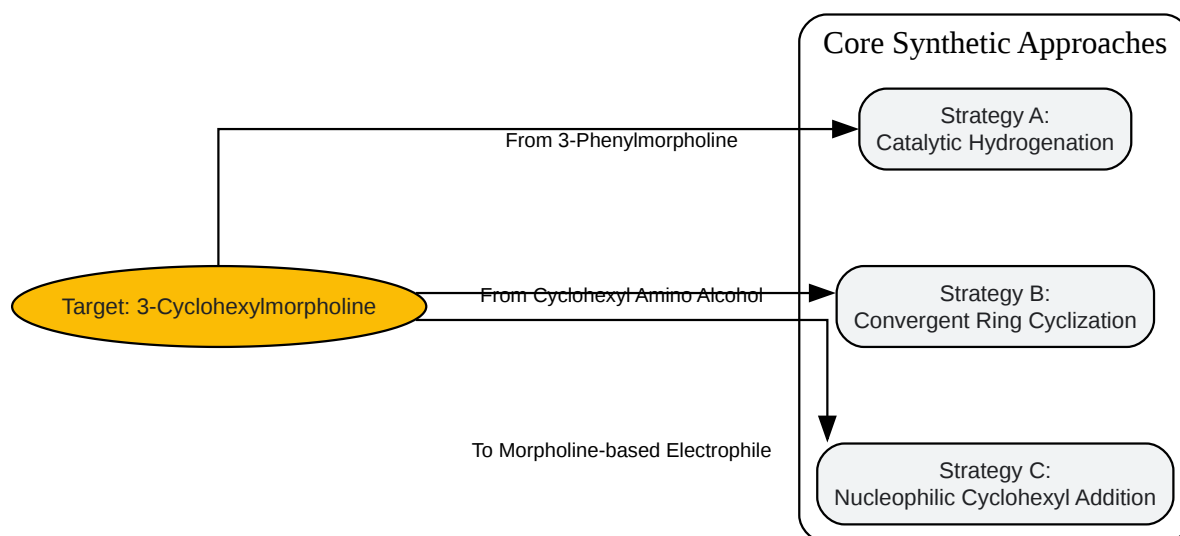 Core Synthetic Approaches
Strategy A:
Catalytic Hydrogenation
From 3-Phenylmorpholine
Target: 3-Cyclohexylmorpholine
From Cyclohexyl Amino Alcohol
Strategy B:
Convergent Ring Cyclization
To Morpholine-based Electrophile
Strategy C:
Nucleophilic Cyclohexyl Addition